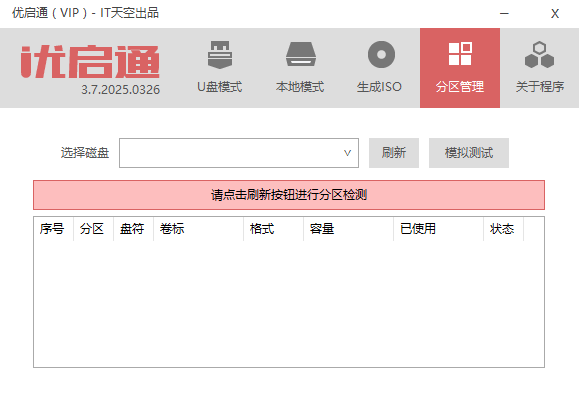 优启通（VIP）- IT天空出品
优启通
3.7.2025.0326
U盘模式 本地模式 生成ISO 分区管理 关于程序
选择磁盘 刷新 模拟测试
请点击刷新按钮进行分区检测
序号 分区 盘符 卷标 格式 容量 已使用 状态